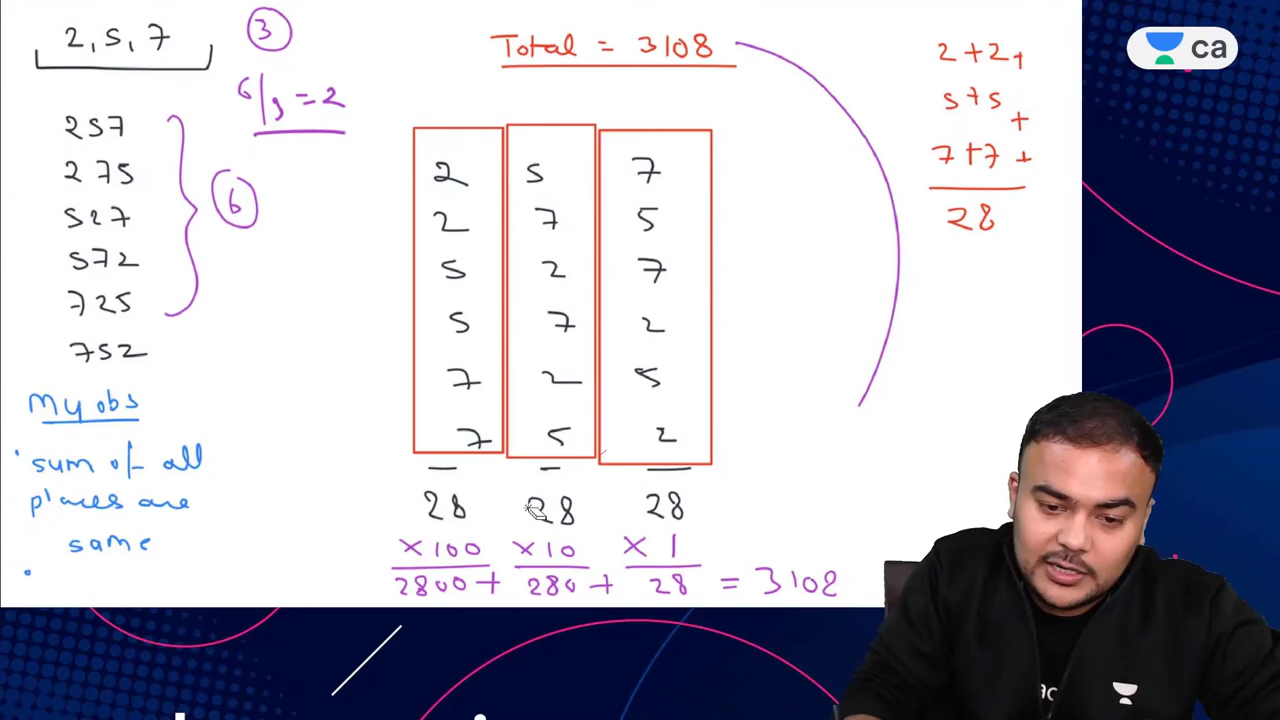 2, 5, 7
3
6/3 = 2
257
275
527
572
725
752
6
My obs
sum of all
places are
same
Total = 3108
2 5 7
2 7 5
5 2 7
5 7 2
7 2 5
7 5 2
28 28 28
×100 ×10 ×1
2800 + 280 + 28 = 3108
2+2+
5+5
+
7+7+
28
ca